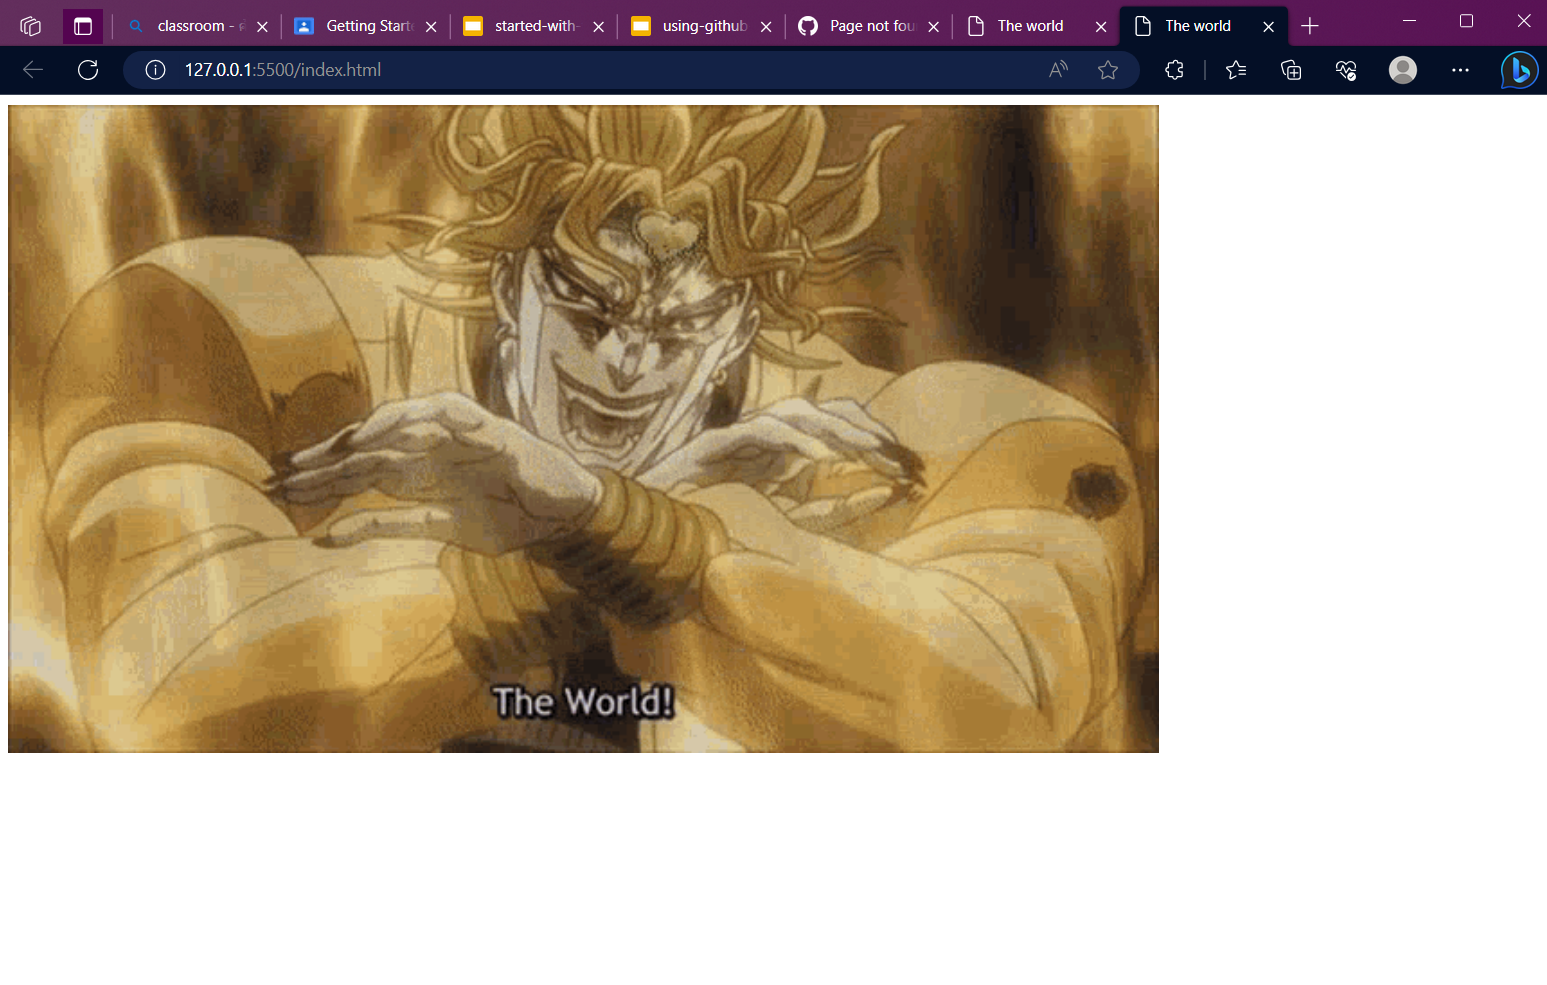 classroom -
Getting Starte
started-with-
using-github
Page not fou
The world
The world
127.0.0.1:5500/index.html
The World!